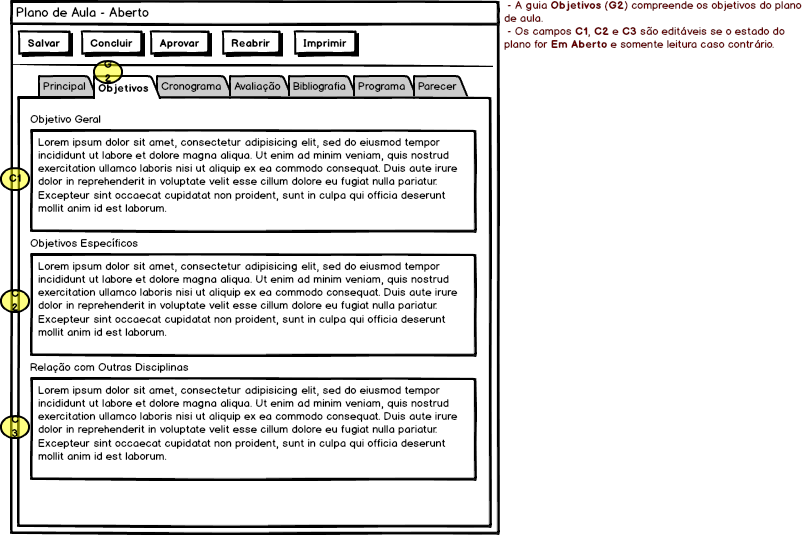 Plano de Aula - Aberto
Salvar Concluir Aprovar Reabrir Imprimir
G
2
Principal Objetivos Cronograma Avaliação Bibliografia Programa Parecer
Objetivo Geral
Lorem ipsum dolor sit amet, consectetur adipisicing elit, sed do eiusmod tempor
incididunt ut labore et dolore magna aliqua. Ut enim ad minim veniam, quis nostrud
exercitation ullamco laboris nisi ut aliquip ex ea commodo consequat. Duis aute irure
dolor in reprehenderit in voluptate velit esse cillum dolore eu fugiat nulla pariatur.
Excepteur sint occaecat cupidatat non proident, sunt in culpa qui officia deserunt
mollit anim id est laborum.
C1
Objetivos Específicos
Lorem ipsum dolor sit amet, consectetur adipisicing elit, sed do eiusmod tempor
incididunt ut labore et dolore magna aliqua. Ut enim ad minim veniam, quis nostrud
exercitation ullamco laboris nisi ut aliquip ex ea commodo consequat. Duis aute irure
dolor in reprehenderit in voluptate velit esse cillum dolore eu fugiat nulla pariatur.
Excepteur sint occaecat cupidatat non proident, sunt in culpa qui officia deserunt
mollit anim id est laborum.
C
2
Relação com Outras Disciplinas
Lorem ipsum dolor sit amet, consectetur adipisicing elit, sed do eiusmod tempor
incididunt ut labore et dolore magna aliqua. Ut enim ad minim veniam, quis nostrud
exercitation ullamco laboris nisi ut aliquip ex ea commodo consequat. Duis aute irure
dolor in reprehenderit in voluptate velit esse cillum dolore eu fugiat nulla pariatur.
Excepteur sint occaecat cupidatat non proident, sunt in culpa qui officia deserunt
mollit anim id est laborum.
C
3
- A guia Objetivos (G2) compreende os objetivos do plano
de aula.
- Os campos C1, C2 e C3 são editáveis se o estado do
plano for Em Aberto e somente leitura caso contrário.